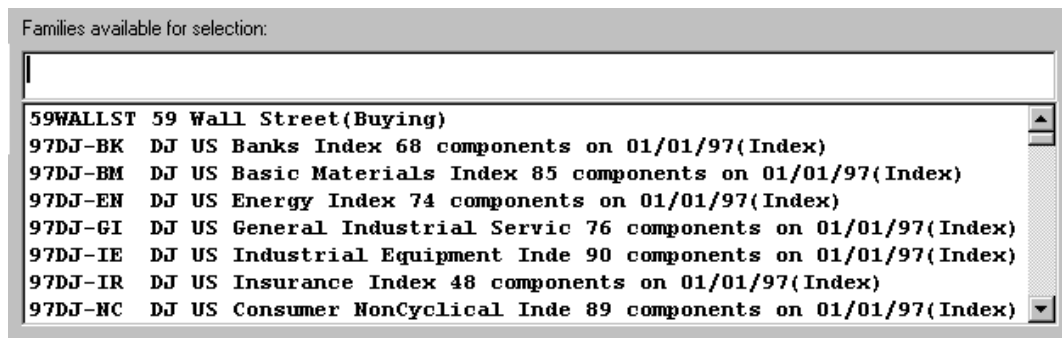 Families available for selection:
59WALLST 59 Wall Street(Buying)
97DJ-BK DJ US Banks Index 68 components on 01/01/97(Index)
97DJ-BM DJ US Basic Materials Index 85 components on 01/01/97(Index)
97DJ-EN DJ US Energy Index 74 components on 01/01/97(Index)
97DJ-GI DJ US General Industrial Servic 76 components on 01/01/97(Index)
97DJ-IE DJ US Industrial Equipment Inde 90 components on 01/01/97(Index)
97DJ-IR DJ US Insurance Index 48 components on 01/01/97(Index)
97DJ-NC DJ US Consumer NonCyclical Inde 89 components on 01/01/97(Index)